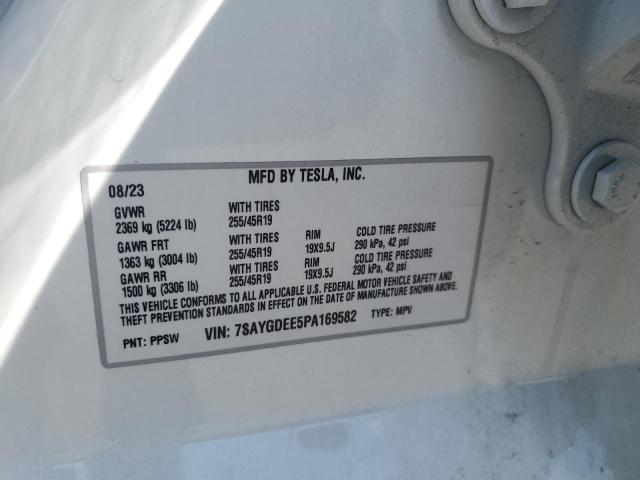 MFD BY TESLA, INC.
08/23
GVWR WITH TIRES
2369 kg (5224 lb) 255/45R19
GAWR FRT WITH TIRES RIM COLD TIRE PRESSURE
1363 kg (3004 lb) 255/45R19 19X9.5J 290 kPa, 42 psi
GAWR RR WITH TIRES RIM COLD TIRE PRESSURE
1500 kg (3306 lb) 255/45R19 19X9.5J 290 kPa, 42 psi
THIS VEHICLE CONFORMS TO ALL APPLICABLE U.S. FEDERAL MOTOR VEHICLE SAFETY AND
THEFT PREVENTION STANDARDS IN EFFECT ON THE DATE OF MANUFACTURE SHOWN ABOVE.
PNT: PPSW VIN: 7SAYGDEE5PA169582 TYPE: MPV